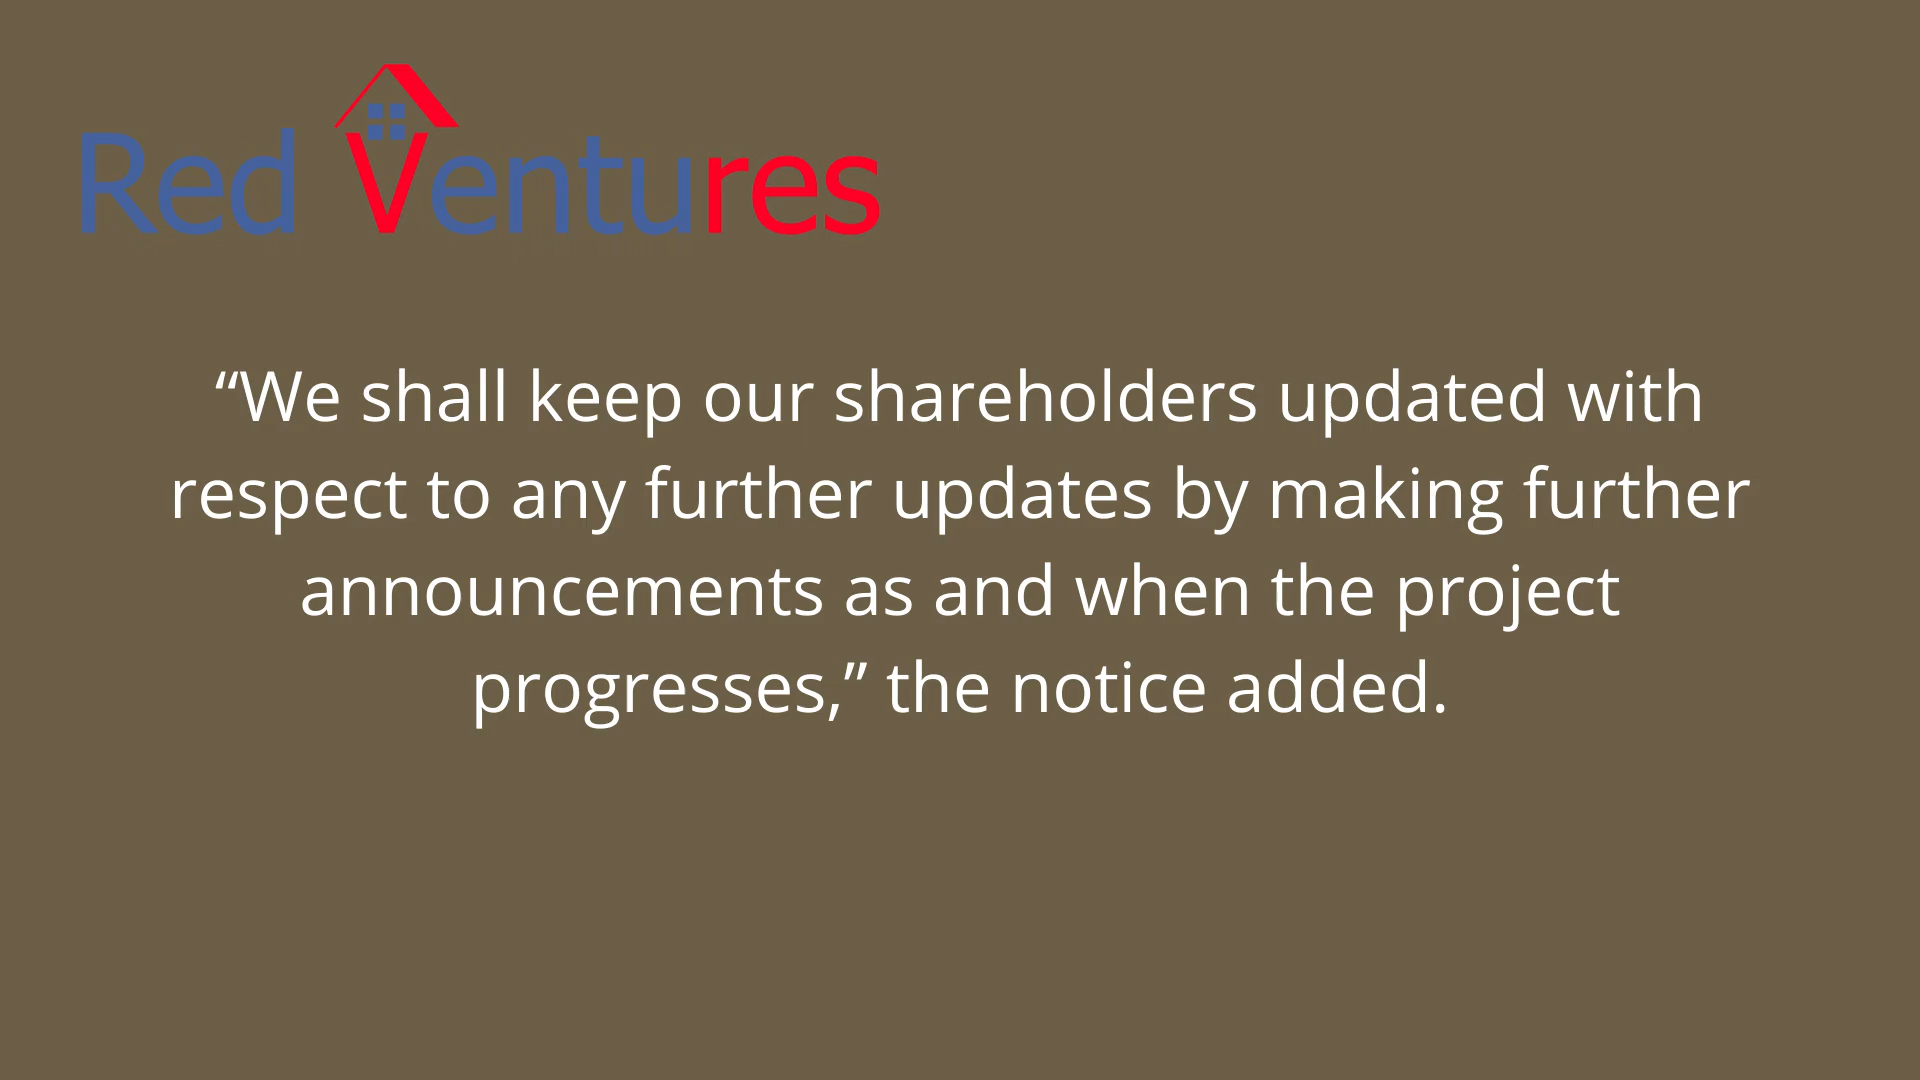 Red Ventures
“We shall keep our shareholders updated with
respect to any further updates by making further
announcements as and when the project
progresses,” the notice added.